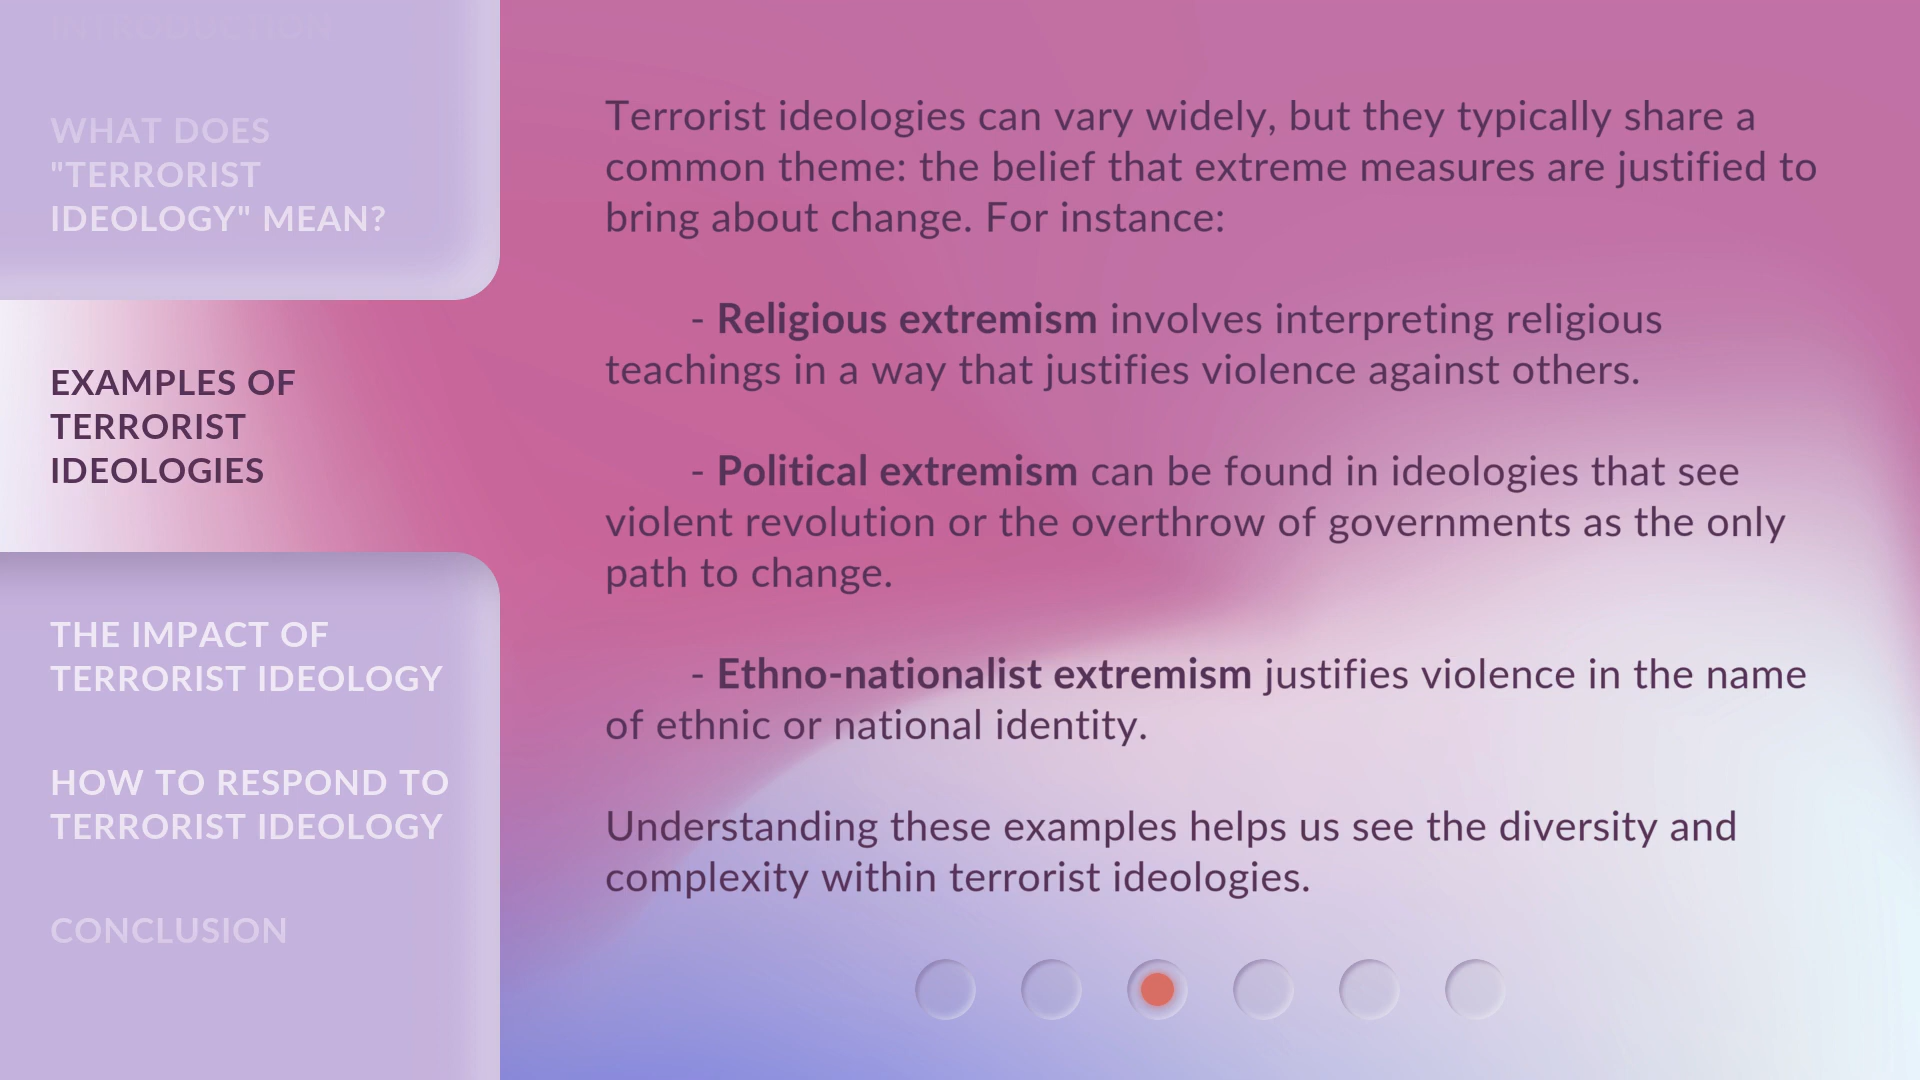 INTRODUCTION
WHAT DOES
"TERRORIST
IDEOLOGY" MEAN?
EXAMPLES OF
TERRORIST
IDEOLOGIES
THE IMPACT OF
TERRORIST IDEOLOGY
HOW TO RESPOND TO
TERRORIST IDEOLOGY
CONCLUSION
Terrorist ideologies can vary widely, but they typically share a
common theme: the belief that extreme measures are justified to
bring about change. For instance:
- Religious extremism involves interpreting religious
teachings in a way that justifies violence against others.
- Political extremism can be found in ideologies that see
violent revolution or the overthrow of governments as the only
path to change.
- Ethno-nationalist extremism justifies violence in the name
of ethnic or national identity.
Understanding these examples helps us see the diversity and
complexity within terrorist ideologies.